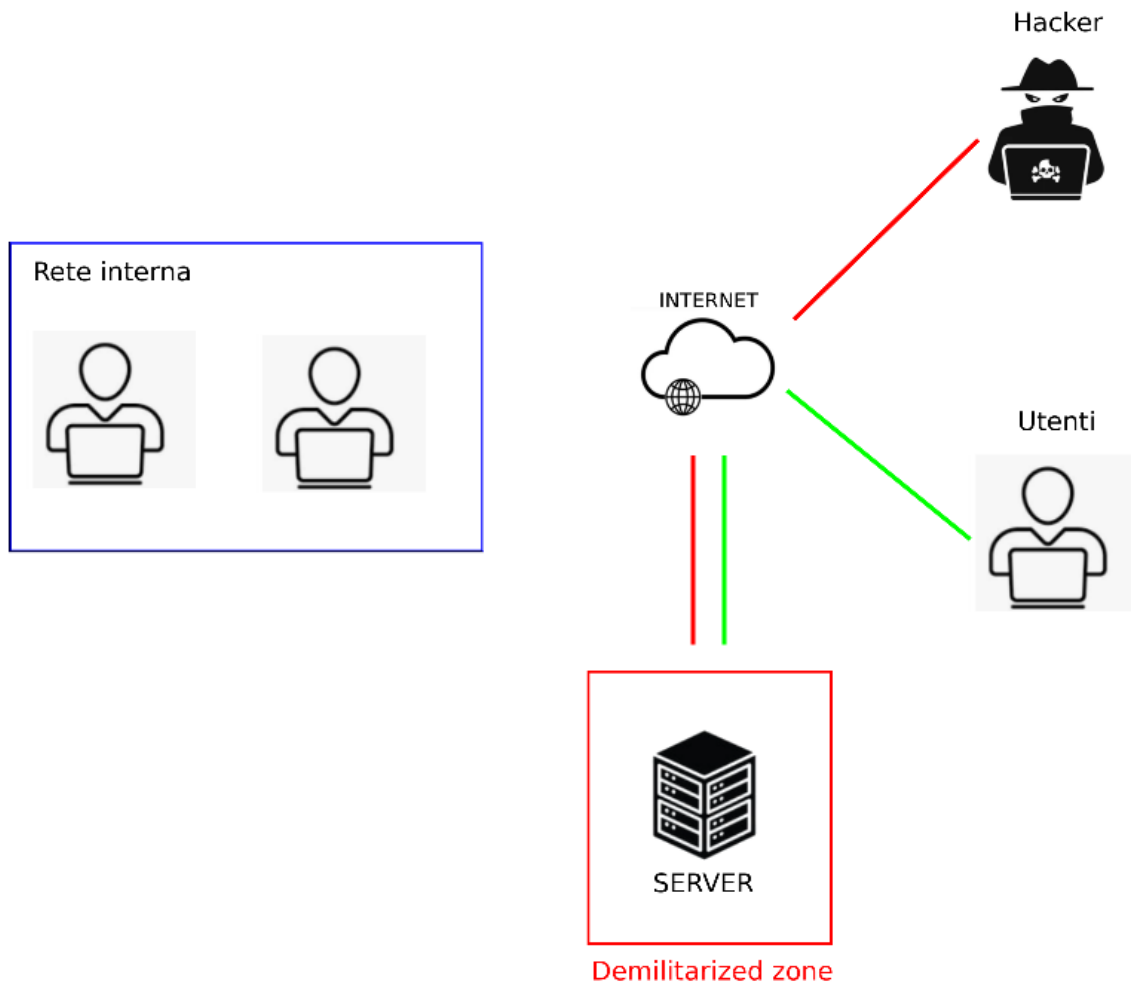 Hacker
Rete interna
INTERNET
Utenti
SERVER
Demilitarized zone